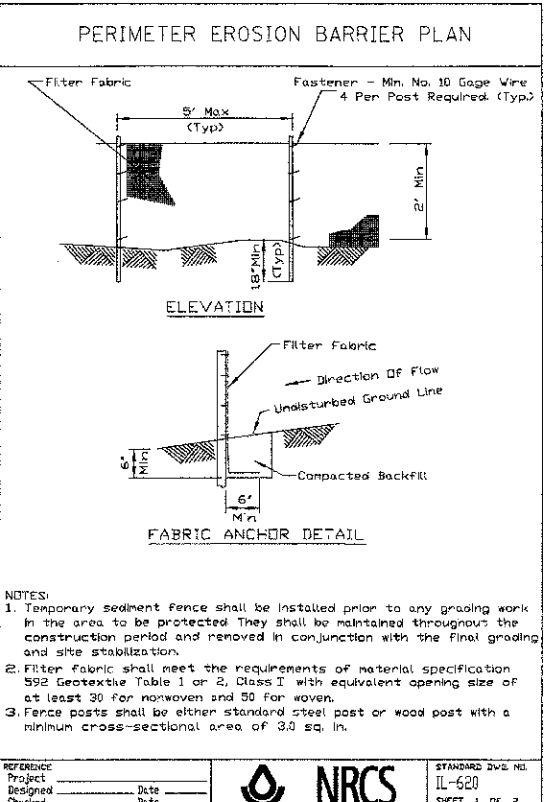 PERIMETER EROSION BARRIER PLAN
Filter Fabric
Fastener - Min. No. 10 Gage Wire
4 Per Post Required. (Typ.)
5' Max
(Typ.)
2' Min
18"Min
(Typ.)
ELEVATION
Filter Fabric
Direction Of Flow
Undisturbed Ground Line
6"
Min
Compacted Backfill
6"
Min
FABRIC ANCHOR DETAIL
NOTES:
1. Temporary sediment fence shall be installed prior to any grading work
in the area to be protected. They shall be maintained throughout the
construction period and removed in conjunction with the final grading
and site stabilization.
2. Filter fabric shall meet the requirements of material specification
592 Geotextile Table 1 or 2, Class I with equivalent opening size of
at least 30 for nonwoven and 50 for woven.
3. Fence posts shall be either standard steel post or wood post with a
minimum cross-sectional area of 3.0 sq. in.
REFERENCE
Project
Designed Date
Checked Date
NRCS
STANDARD DWG. NO.
IL-620
SHEET 1 OF 2